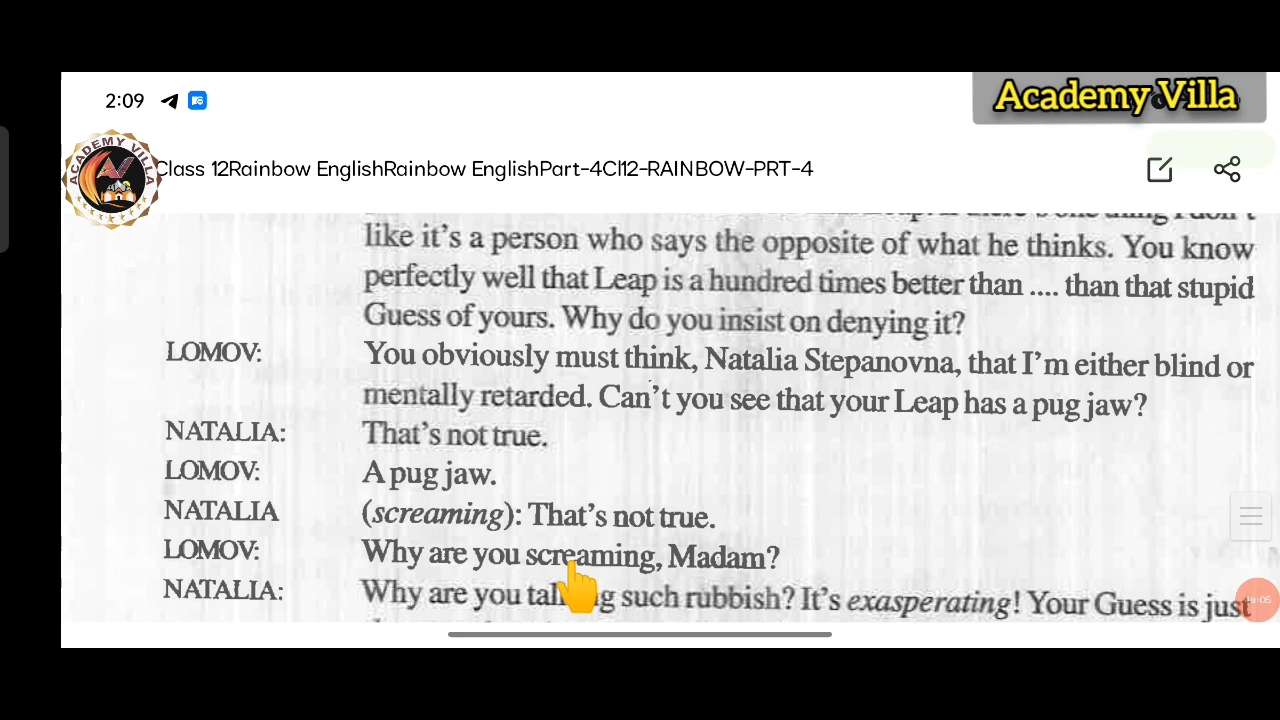 Academy Villa
2:09
ACADEMY VILLA
AV
Class 12Rainbow EnglishRainbow EnglishPart-4Cl12-RAINBOW-PRT-4
thing I don't
like it's a person who says the opposite of what he thinks. You know
perfectly well that Leap is a hundred times better than .... than that stupid
Guess of yours. Why do you insist on denying it?
LOMOV: You obviously must think, Natalia Stepanovna, that I'm either blind or
mentally retarded. Can't you see that your Leap has a pug jaw?
NATALIA: That's not true.
LOMOV: A pug jaw.
NATALIA (screaming): That's not true.
LOMOV: Why are you screaming, Madam?
NATALIA: Why are you talking such rubbish? It's exasperating! Your Guess is just